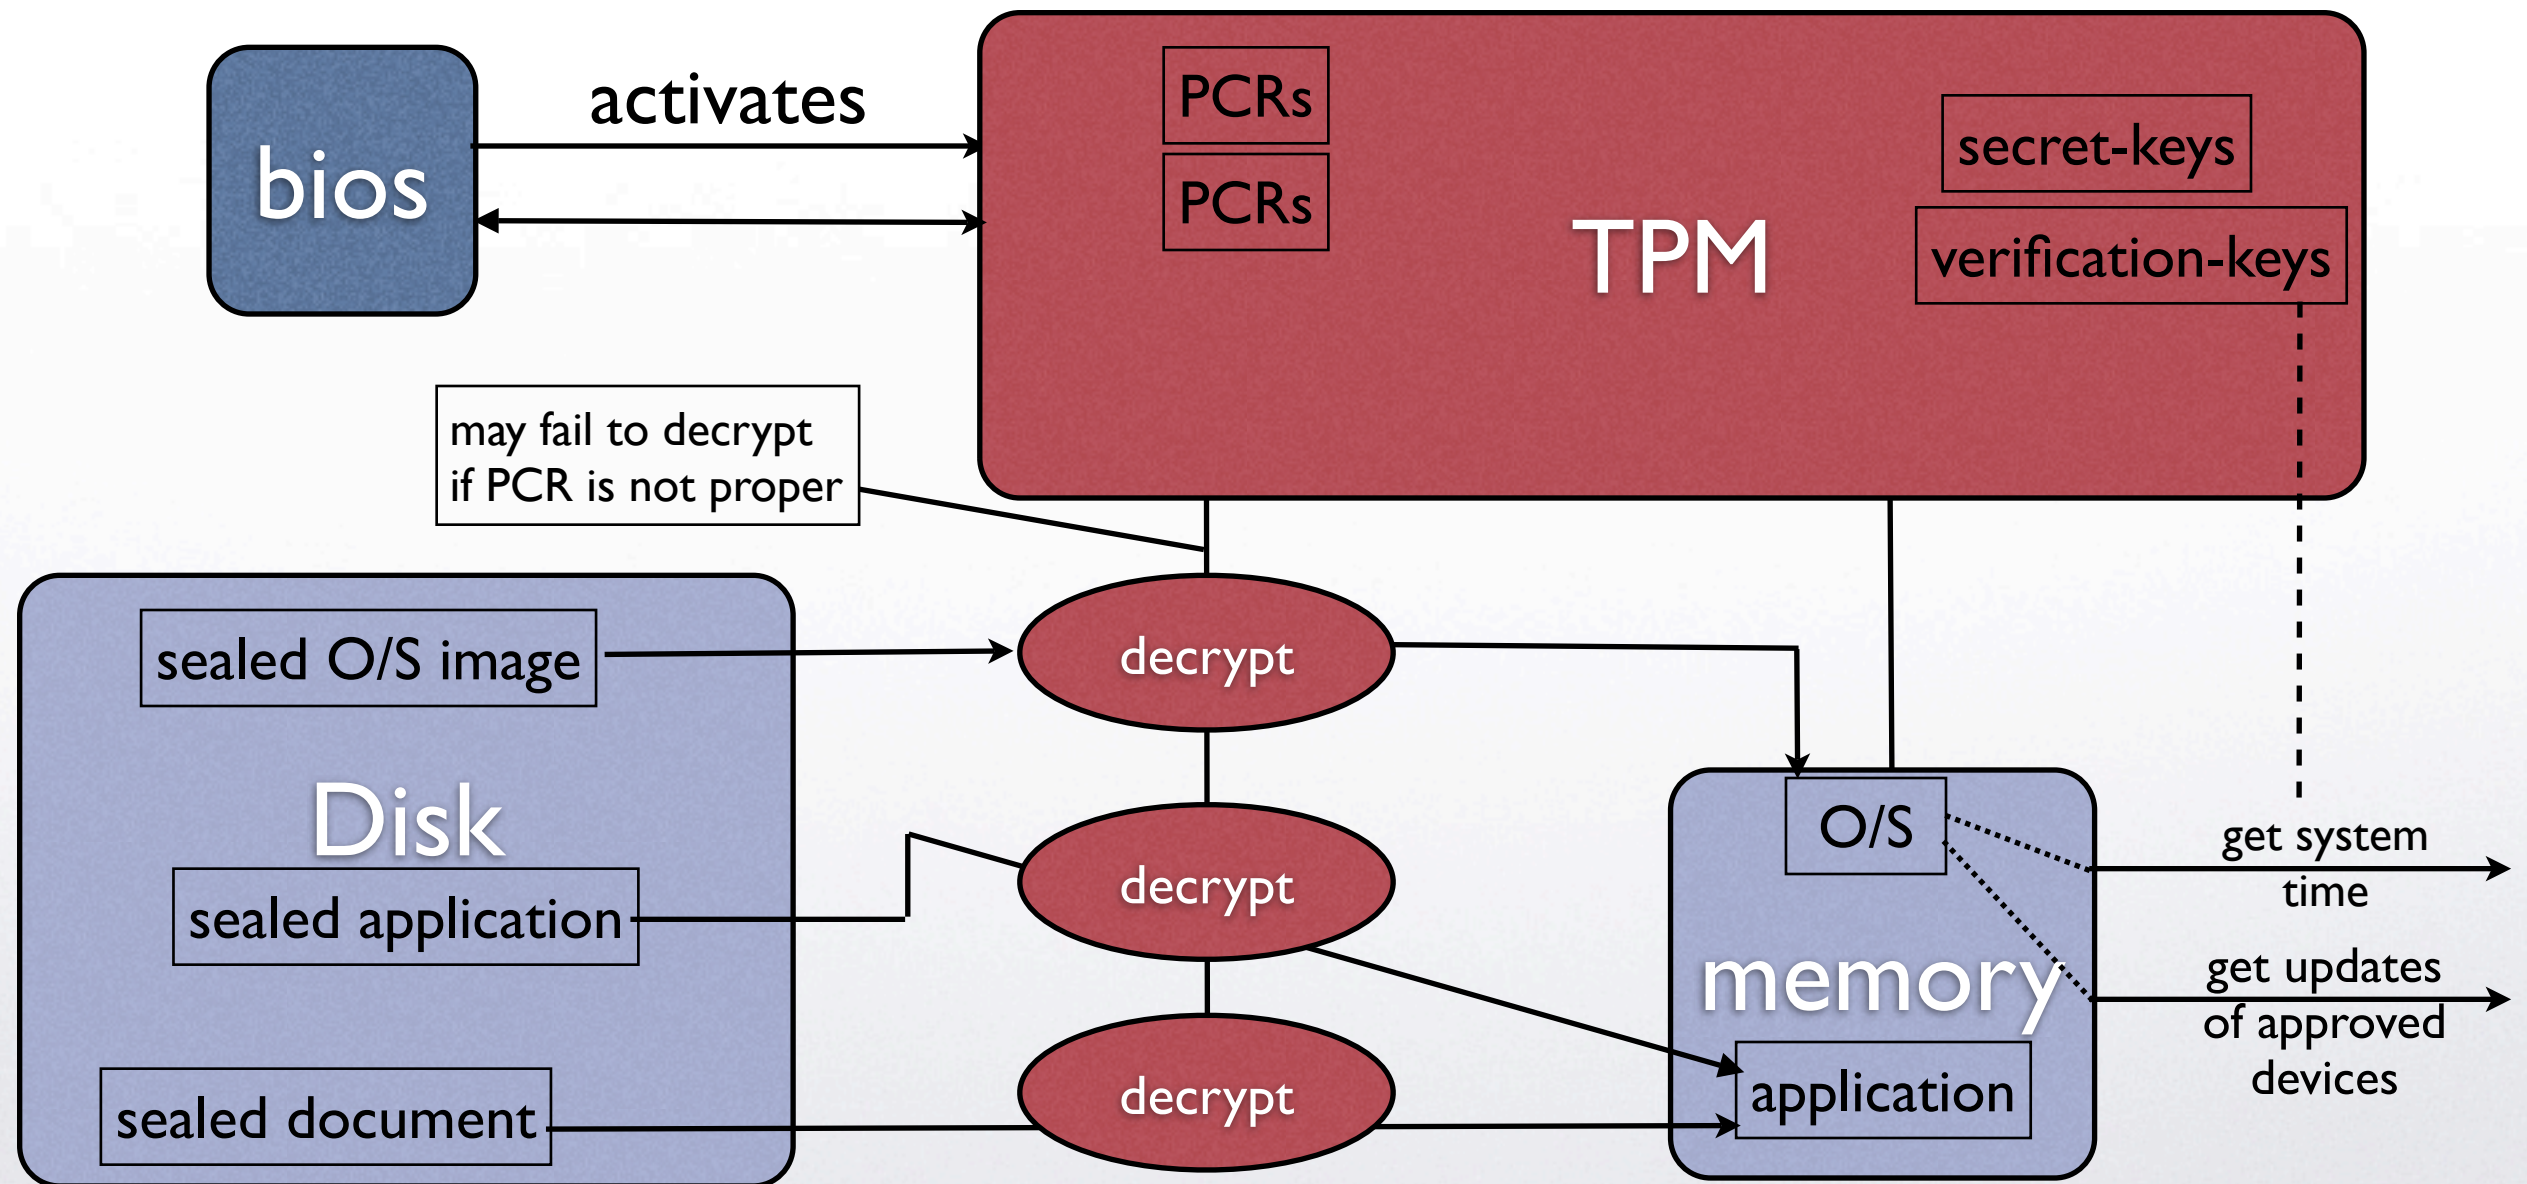 bios
activates
PCRs
PCRs
TPM
secret-keys
verification-keys
may fail to decrypt
if PCR is not proper
sealed O/S image
Disk
sealed application
sealed document
decrypt
decrypt
decrypt
O/S
memory
application
get system
time
get updates
of approved
devices